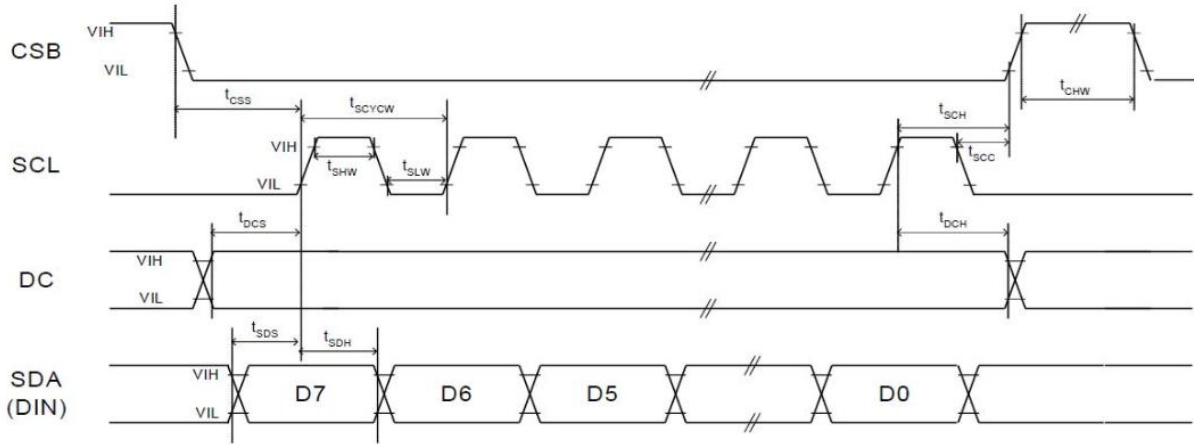 CSB
VIH
VIL
tCSS
tSCYCW
tSCH
tCHW
tSCC
SCL
VIH
VIL
tSHW
tSLW
tDCS
tDCH
DC
VIH
VIL
tSDS
tSDH
SDA
(DIN)
VIH
VIL
D7
D6
D5
D0